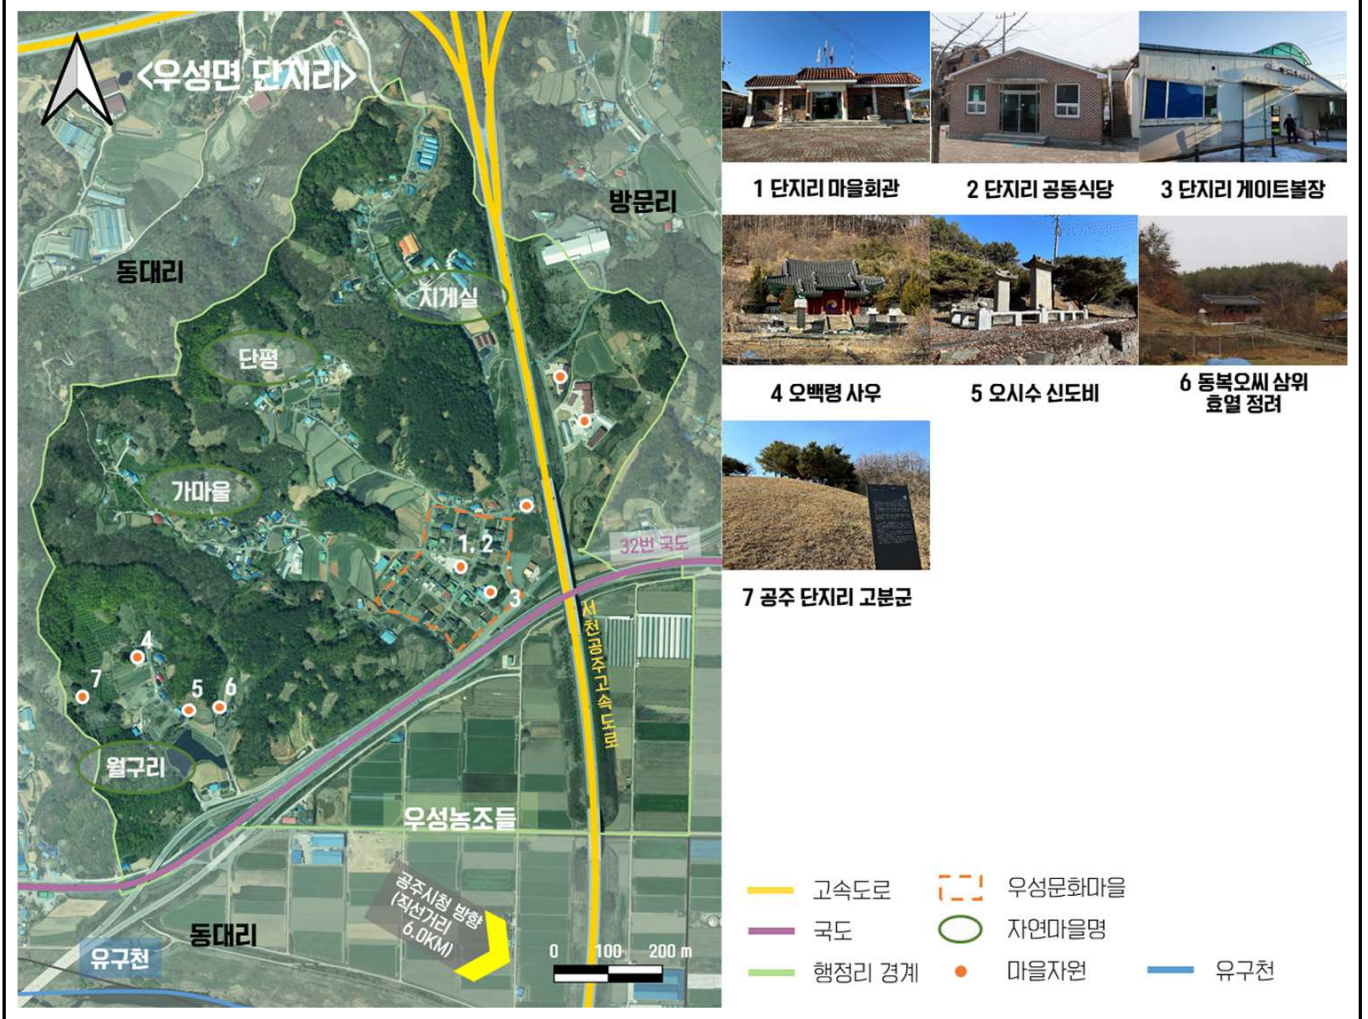 <우성면 단지리>
방문리
동대리
지게실
단평
가마울
1, 2
32번 국도
3
서천공주고속도로
4
7
5
6
월구리
우성농조들
공주시청 방향
(직선거리
6.0KM)
동대리
유구천
0 100 200 m
1 단지리 마을회관
2 단지리 공동식당
3 단지리 게이트볼장
4 오백령 사우
5 오시수 신도비
6 동복오씨 삼위
효열 정려
7 공주 단지리 고분군
고속도로
우성문화마을
국도
자연마을명
행정리 경계
마을자원
유구천